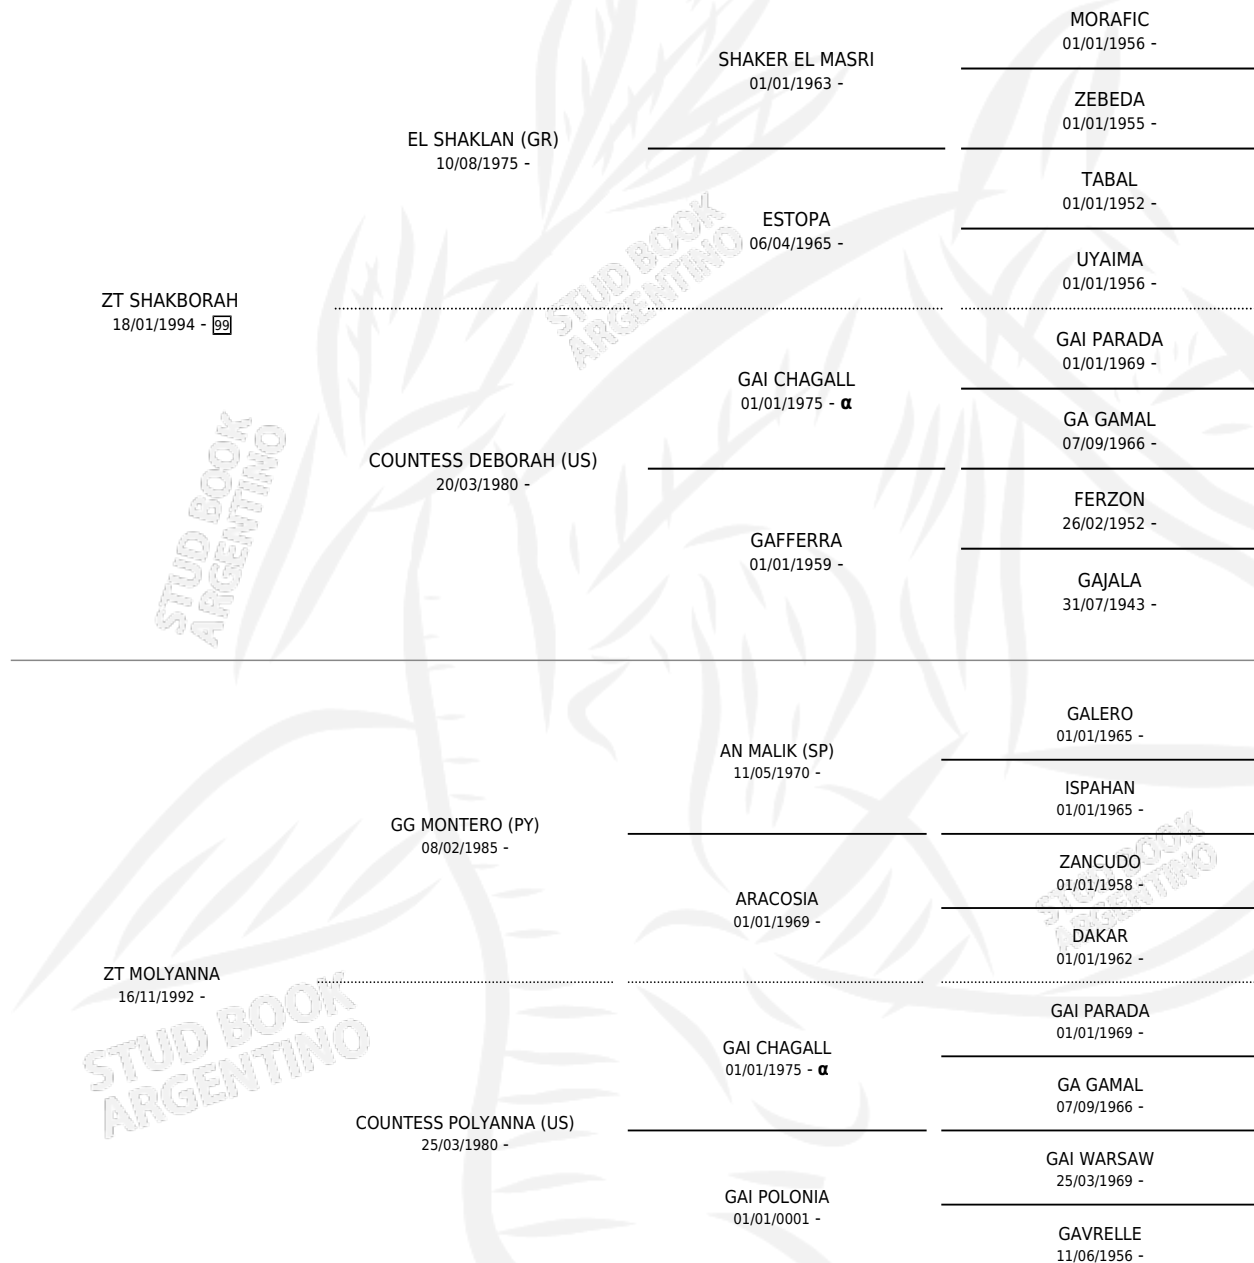 MORAFIC
01/01/1956 -
SHAKER EL MASRI
01/01/1963 -
ZEBEDA
01/01/1955 -
EL SHAKLAN (GR)
10/08/1975 -
TABAL
01/01/1952 -
ESTOPA
06/04/1965 -
UYAIMA
01/01/1956 -
ZT SHAKBORAH
18/01/1994 - 99
GAI PARADA
01/01/1969 -
GAI CHAGALL
01/01/1975 - α
GA GAMAL
07/09/1966 -
COUNTESS DEBORAH (US)
20/03/1980 -
FERZON
26/02/1952 -
GAFFERRA
01/01/1959 -
GAJALA
31/07/1943 -
GALERO
01/01/1965 -
AN MALIK (SP)
11/05/1970 -
ISPAHAN
01/01/1965 -
GG MONTERO (PY)
08/02/1985 -
ZANCUDO
01/01/1958 -
ARACOSIA
01/01/1969 -
DAKAR
01/01/1962 -
ZT MOLYANNA
16/11/1992 -
GAI PARADA
01/01/1969 -
GAI CHAGALL
01/01/1975 - α
GA GAMAL
07/09/1966 -
COUNTESS POLYANNA (US)
25/03/1980 -
GAI WARSAW
25/03/1969 -
GAI POLONIA
01/01/0001 -
GAVRELLE
11/06/1956 -
STUD BOOK
ARGENTINO
STUD BOOK
ARGENTINO
STUD BOOK
ARGENTINO
STUD BOOK
ARGENTINO